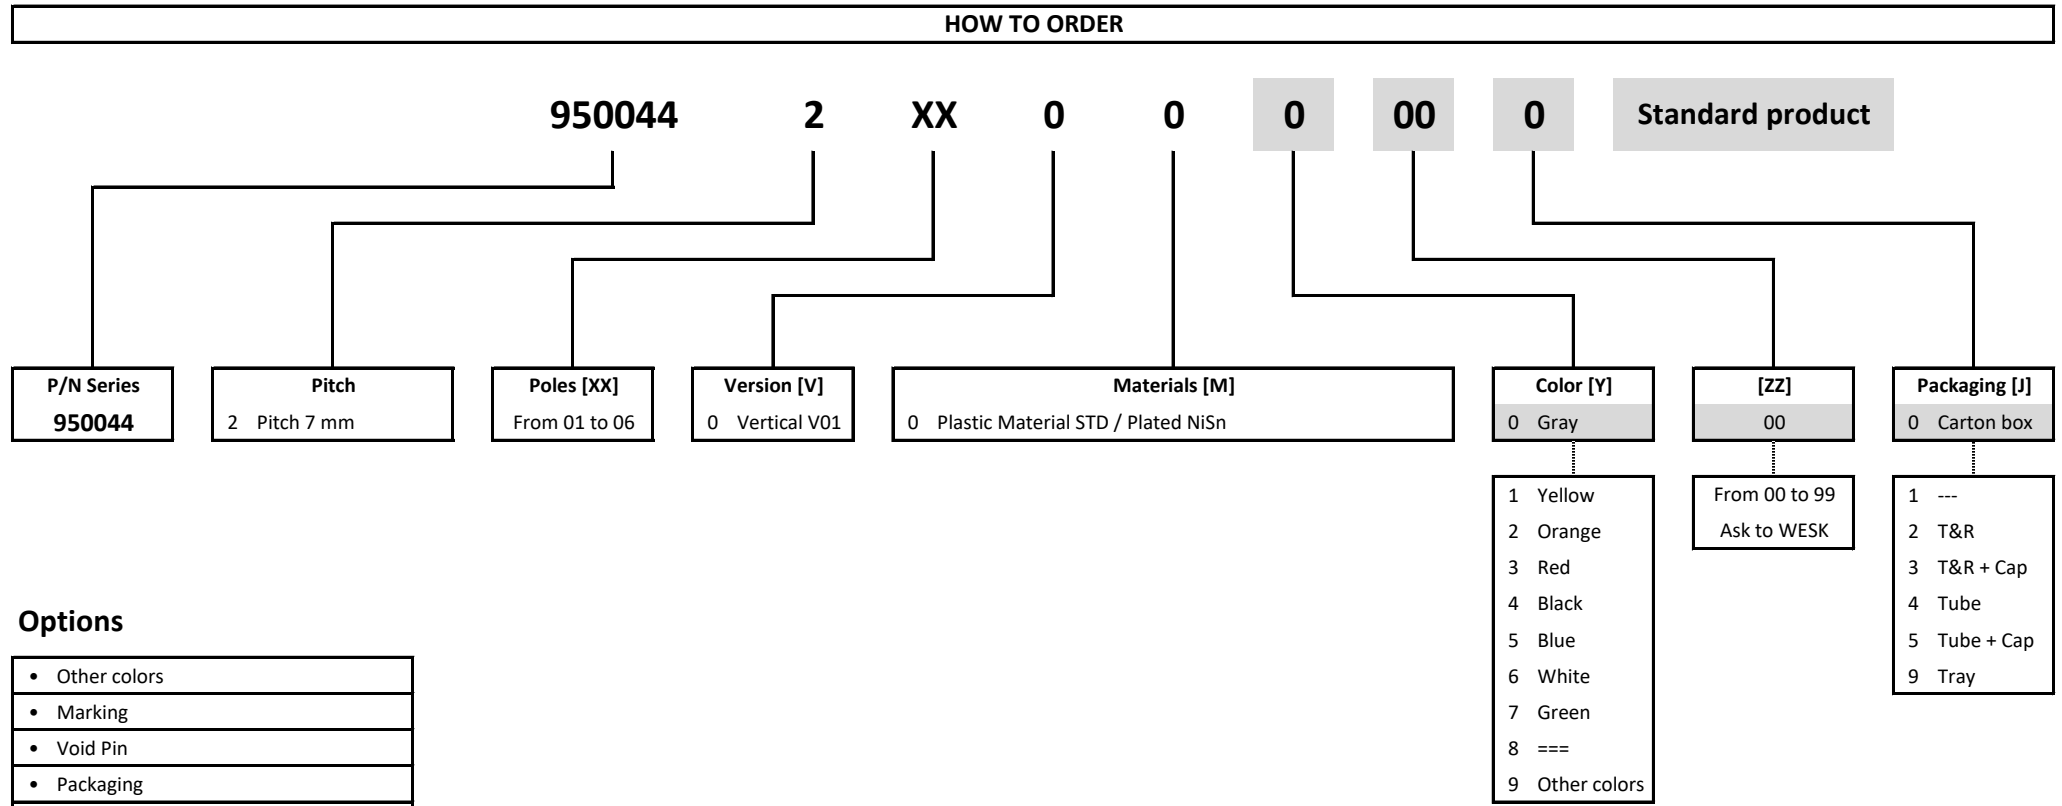 HOW TO ORDER
950044 2 XX 0 0 0 00 0 Standard product
P/N Series Pitch Poles [XX] Version [V] Materials [M] Color [Y] [ZZ] Packaging [J]
950044 2 Pitch 7 mm From 01 to 06 0 Vertical V01 0 Plastic Material STD / Plated NiSn 0 Gray 00 0 Carton box
1 Yellow From 00 to 99 1 ---
2 Orange Ask to WESK 2 T&R
3 Red 3 T&R + Cap
4 Black 4 Tube
5 Blue 5 Tube + Cap
6 White 9 Tray
7 Green
8 ===
9 Other colors
Options
• Other colors
• Marking
• Void Pin
• Packaging